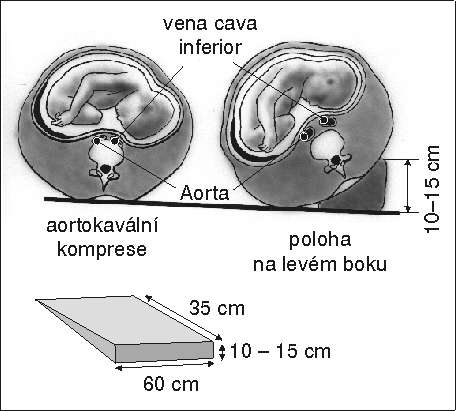 vena cava
inferior
Aorta
10–15 cm
aortokavální
komprese
poloha
na levém boku
35 cm
10 – 15 cm
60 cm